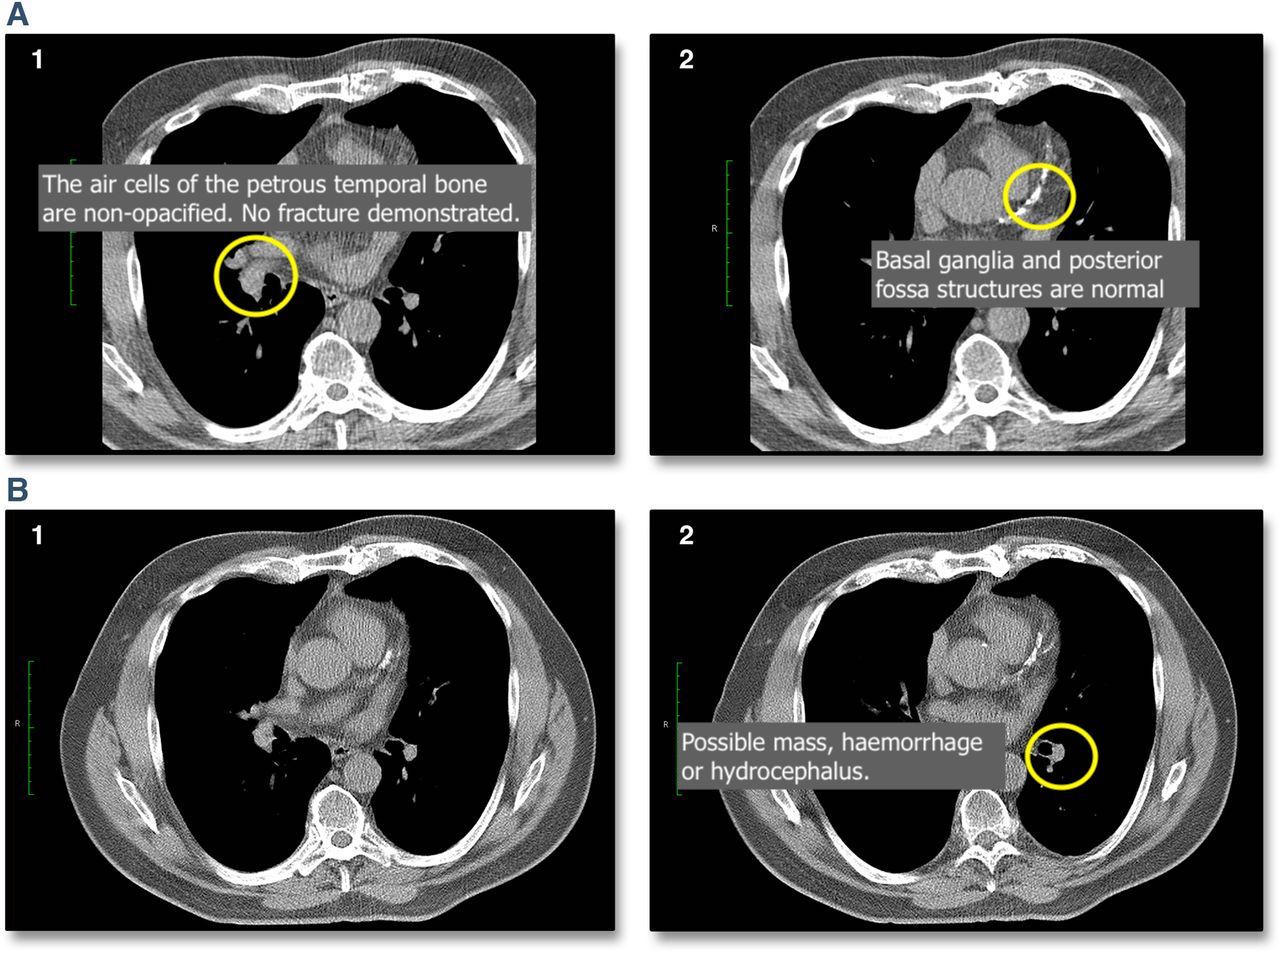 A
1
2
The air cells of the petrous temporal bone
are non-opacified. No fracture demonstrated.
R
Basal ganglia and posterior
fossa structures are normal
B
1
2
R
R
Possible mass, haemorrhage
or hydrocephalus.